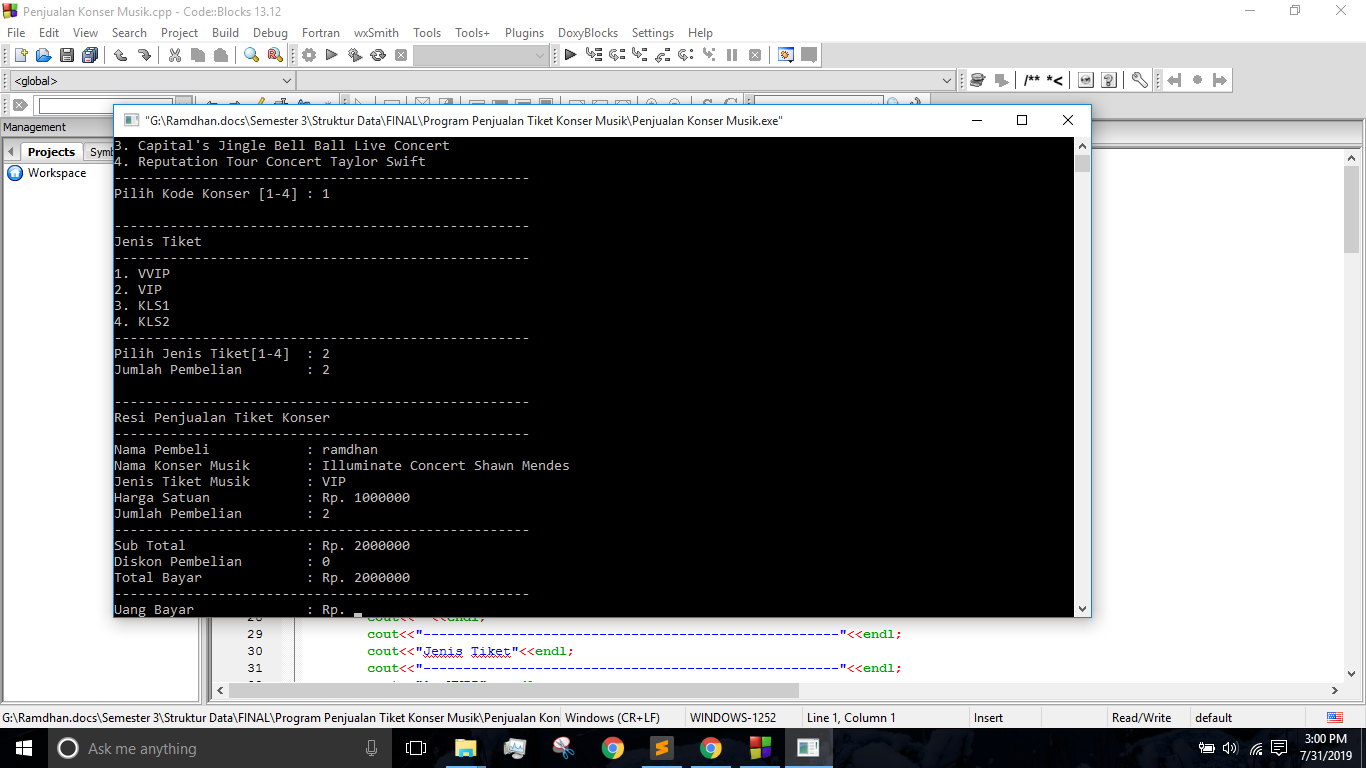 Penjualan Konser Musik.cpp - Code::Blocks 13.12
File Edit View Search Project Build Debug Fortran wxSmith Tools Tools+ Plugins DoxyBlocks Settings Help
<global>
/** *<
Management
Projects Symb
Workspace
"G:\Ramdhan.docs\Semester 3\Struktur Data\FINAL\Program Penjualan Tiket Konser Musik\Penjualan Konser Musik.exe"
3. Capital's Jingle Bell Ball Live Concert
4. Reputation Tour Concert Taylor Swift
----------------------------------------------------
Pilih Kode Konser [1-4] : 1
----------------------------------------------------
Jenis Tiket
----------------------------------------------------
1. VVIP
2. VIP
3. KLS1
4. KLS2
----------------------------------------------------
Pilih Jenis Tiket[1-4] : 2
Jumlah Pembelian : 2
----------------------------------------------------
Resi Penjualan Tiket Konser
----------------------------------------------------
Nama Pembeli : ramdhan
Nama Konser Musik : Illuminate Concert Shawn Mendes
Jenis Tiket Musik : VIP
Harga Satuan : Rp. 1000000
Jumlah Pembelian : 2
----------------------------------------------------
Sub Total : Rp. 2000000
Diskon Pembelian : 0
Total Bayar : Rp. 2000000
----------------------------------------------------
Uang Bayar : Rp. _
29 cout<<"----------------------------------------------------"<<endl;
30 cout<<"Jenis Tiket"<<endl;
31 cout<<"----------------------------------------------------"<<endl;
G:\Ramdhan.docs\Semester 3\Struktur Data\FINAL\Program Penjualan Tiket Konser Musik\Penjualan Kon Windows (CR+LF) WINDOWS-1252 Line 1, Column 1 Insert Read/Write default
Ask me anything
3:00 PM
7/31/2019